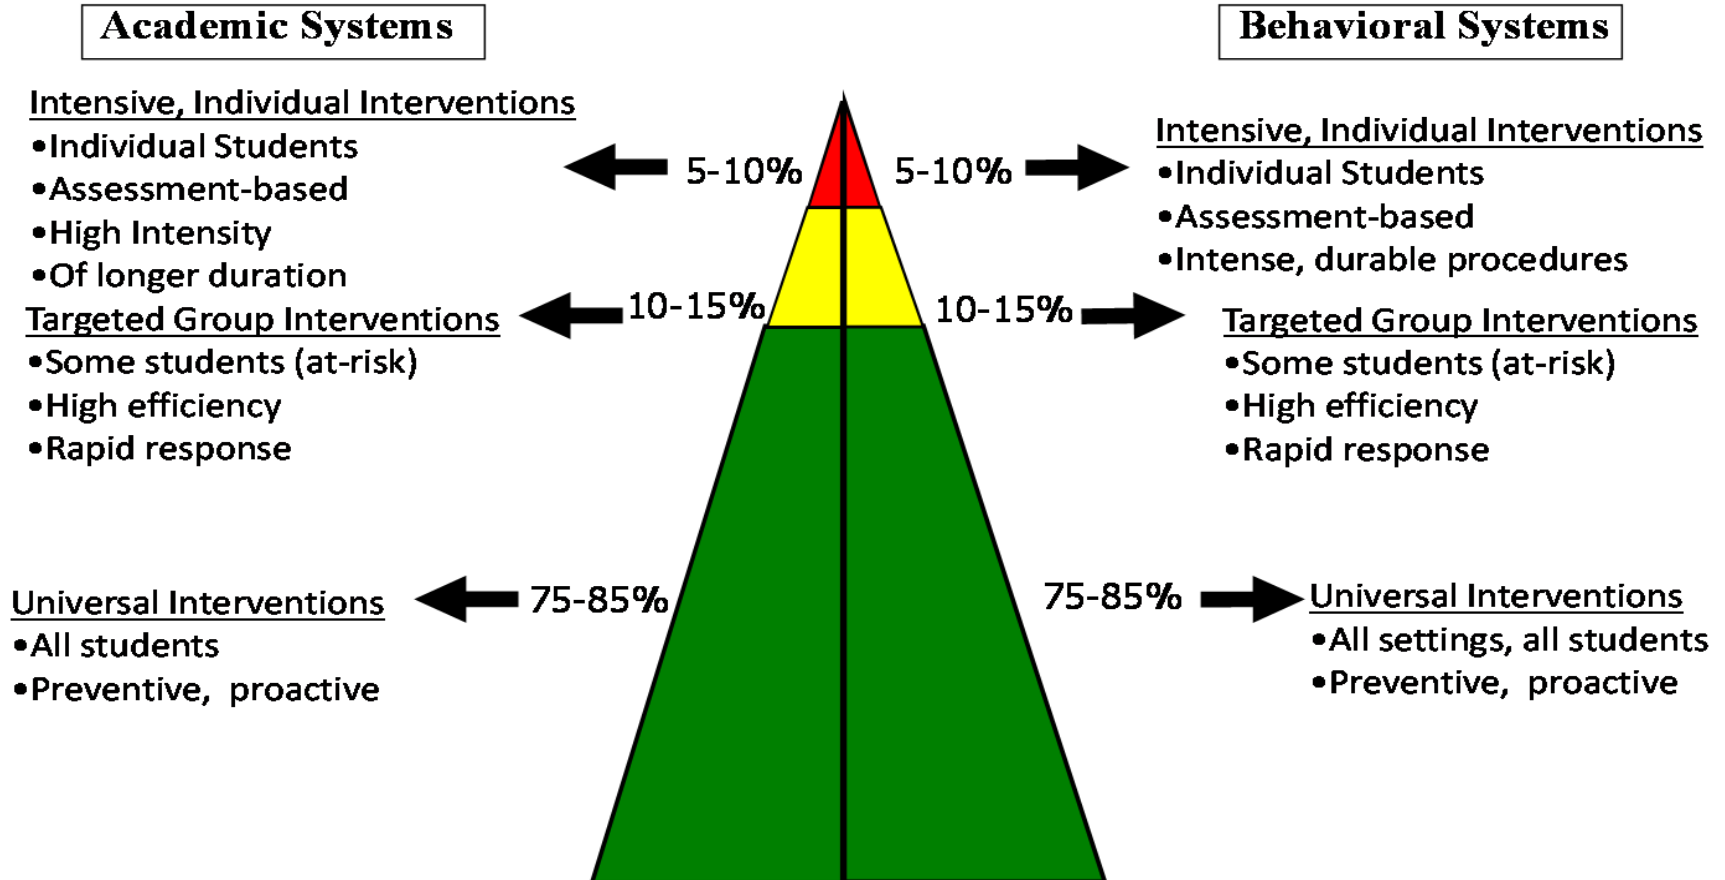 Academic Systems
Intensive, Individual Interventions
•Individual Students
•Assessment-based
•High Intensity
•Of longer duration
5-10%
Targeted Group Interventions
•Some students (at-risk)
•High efficiency
•Rapid response
10-15%
Universal Interventions
•All students
•Preventive, proactive
75-85%
Behavioral Systems
5-10%
Intensive, Individual Interventions
•Individual Students
•Assessment-based
•Intense, durable procedures
10-15%
Targeted Group Interventions
•Some students (at-risk)
•High efficiency
•Rapid response
75-85%
Universal Interventions
•All settings, all students
•Preventive, proactive